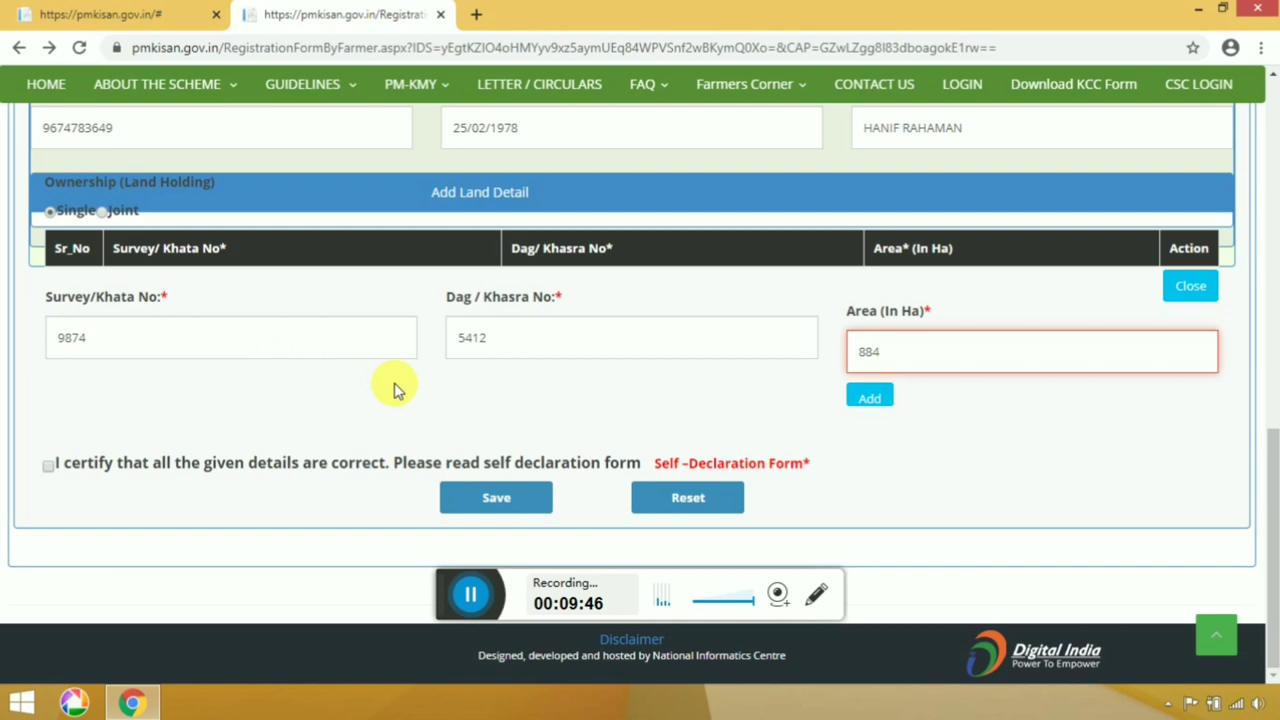 https://pmkisan.gov.in/#
https://pmkisan.gov.in/Registrati
pmkisan.gov.in/RegistrationFormByFarmer.aspx?IDS=yEgtKZIO4oHMYyv9xz5aymUEq84WPVSnf2wBKymQ0Xo=&CAP=GZwLZgg8l83dboagokE1rw==
HOME ABOUT THE SCHEME GUIDELINES PM-KMY LETTER / CIRCULARS FAQ Farmers Corner CONTACT US LOGIN Download KCC Form CSC LOGIN
9674783649 25/02/1978 HANIF RAHAMAN
Ownership (Land Holding)
Add Land Detail
Single Joint
Sr_No Survey/ Khata No* Dag/ Khasra No* Area* (In Ha) Action
Close
Survey/Khata No:* Dag / Khasra No:* Area (In Ha)*
9874 5412 884
Add
I certify that all the given details are correct. Please read self declaration form Self –Declaration Form*
Save Reset
Recording...
00:09:46
Disclaimer
Designed, developed and hosted by National Informatics Centre
Digital India
Power To Empower